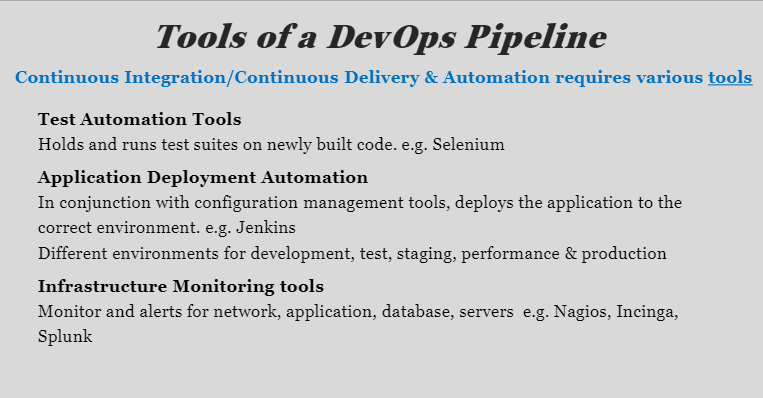 Tools of a DevOps Pipeline
Continuous Integration/Continuous Delivery & Automation requires various tools
Test Automation Tools
Holds and runs test suites on newly built code. e.g. Selenium
Application Deployment Automation
In conjunction with configuration management tools, deploys the application to the
correct environment. e.g. Jenkins
Different environments for development, test, staging, performance & production
Infrastructure Monitoring tools
Monitor and alerts for network, application, database, servers  e.g. Nagios, Incinga,
Splunk